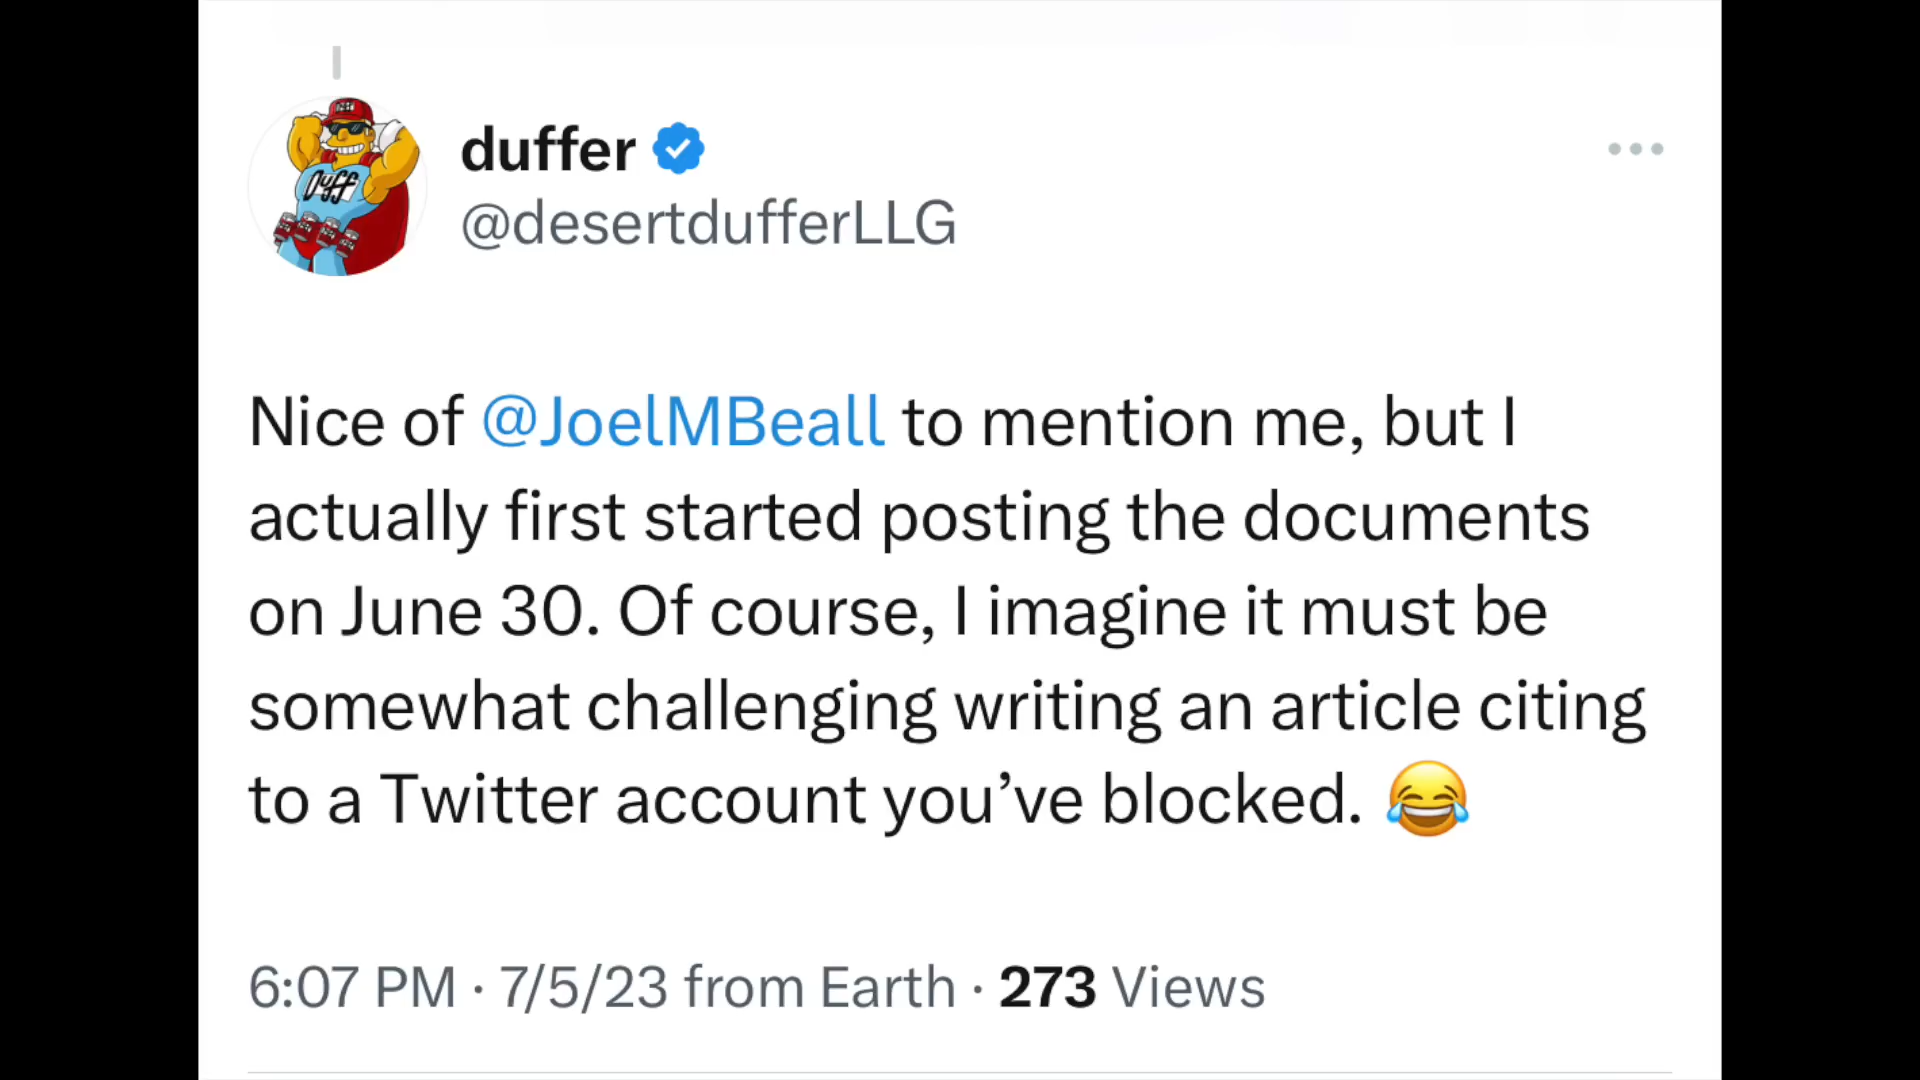 Duff
duffer
@desertdufferLLG
Nice of @JoelMBeall to mention me, but I
actually first started posting the documents
on June 30. Of course, I imagine it must be
somewhat challenging writing an article citing
to a Twitter account you’ve blocked. 😂
6:07 PM · 7/5/23 from Earth · 273 Views